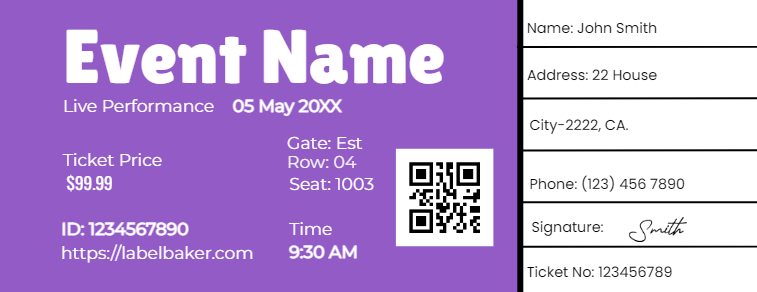 Event Name
Live Performance 05 May 20XX
Ticket Price
$99.99
Gate: Est
Row: 04
Seat: 1003
ID: 1234567890
https://labelbaker.com
Time
9:30 AM
Name: John Smith
Address: 22 House
City-2222, CA.
Phone: (123) 456 7890
Signature: Smith
Ticket No: 123456789